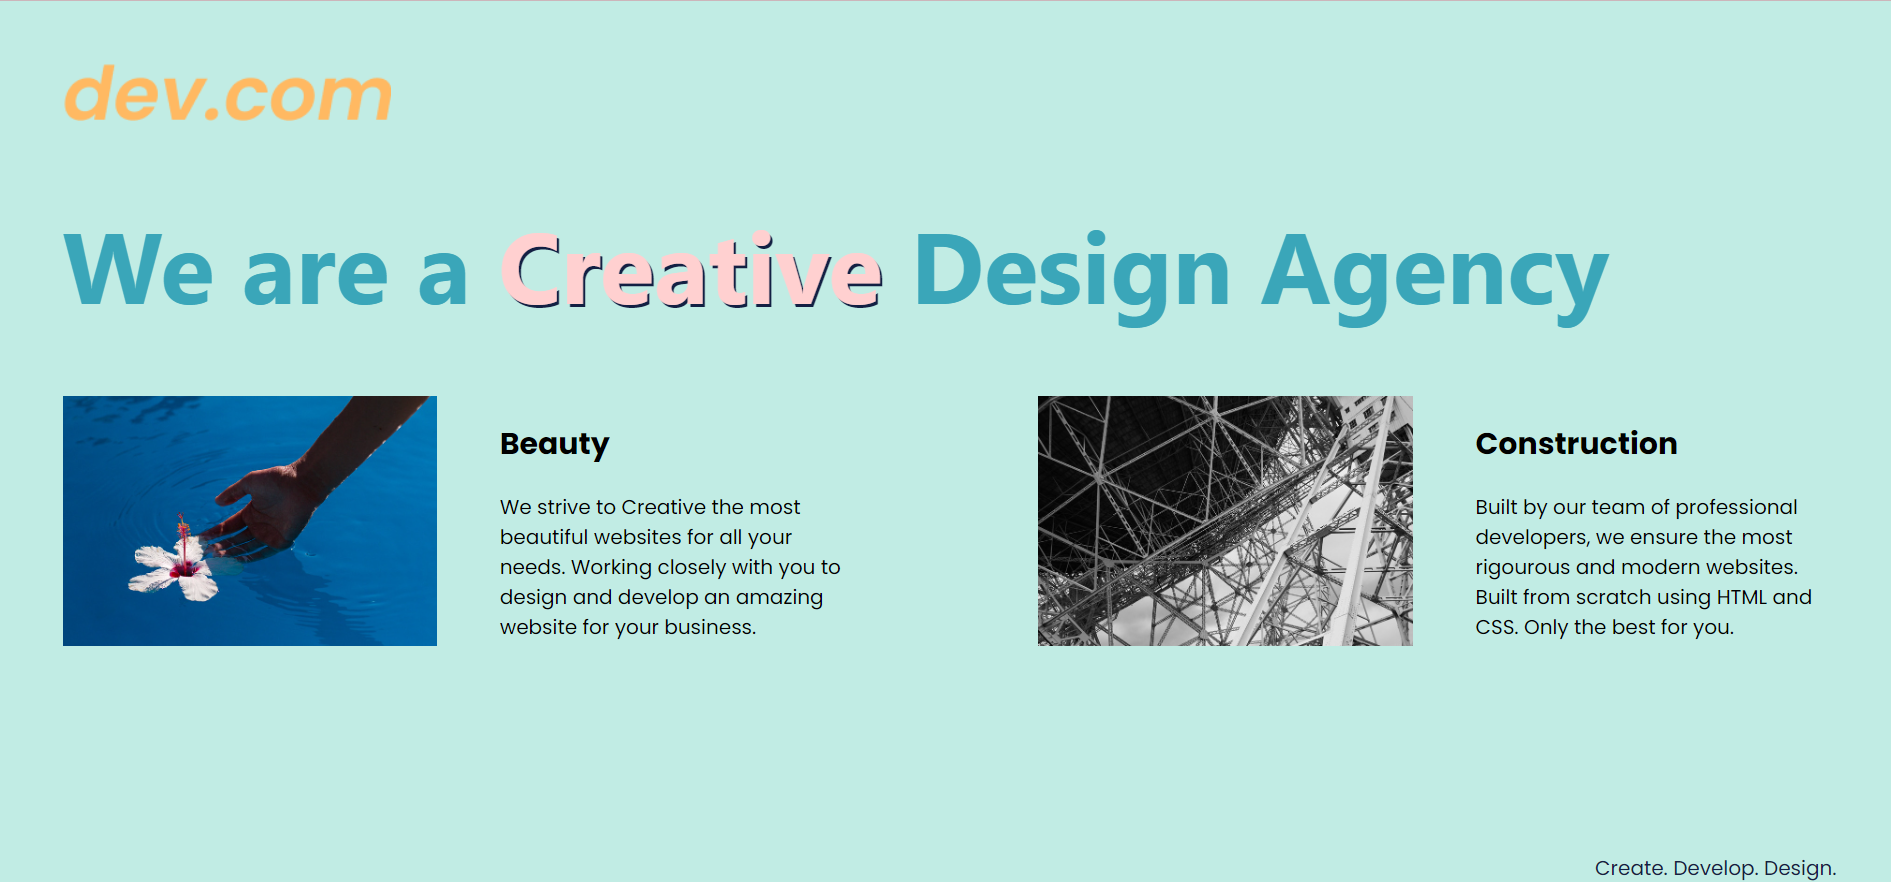 dev.com
We are a Creative Design Agency
Beauty
We strive to Creative the most
beautiful websites for all your
needs. Working closely with you to
design and develop an amazing
website for your business.
Construction
Built by our team of professional
developers, we ensure the most
rigourous and modern websites.
Built from scratch using HTML and
CSS. Only the best for you.
Create. Develop. Design.